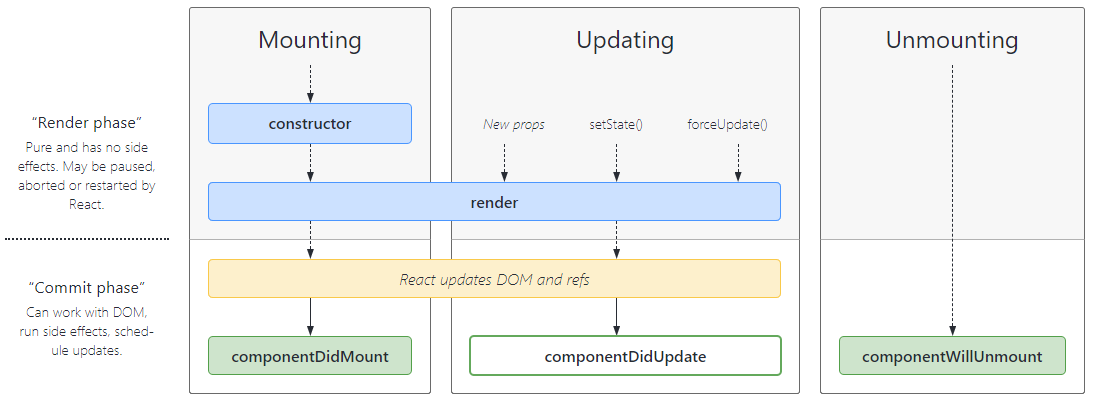 Mounting
Updating
Unmounting
“Render phase”
Pure and has no side
effects. May be paused,
aborted or restarted by
React.
constructor
New props
setState()
forceUpdate()
render
“Commit phase”
Can work with DOM,
run side effects, sched-
ule updates.
React updates DOM and refs
componentDidMount
componentDidUpdate
componentWillUnmount